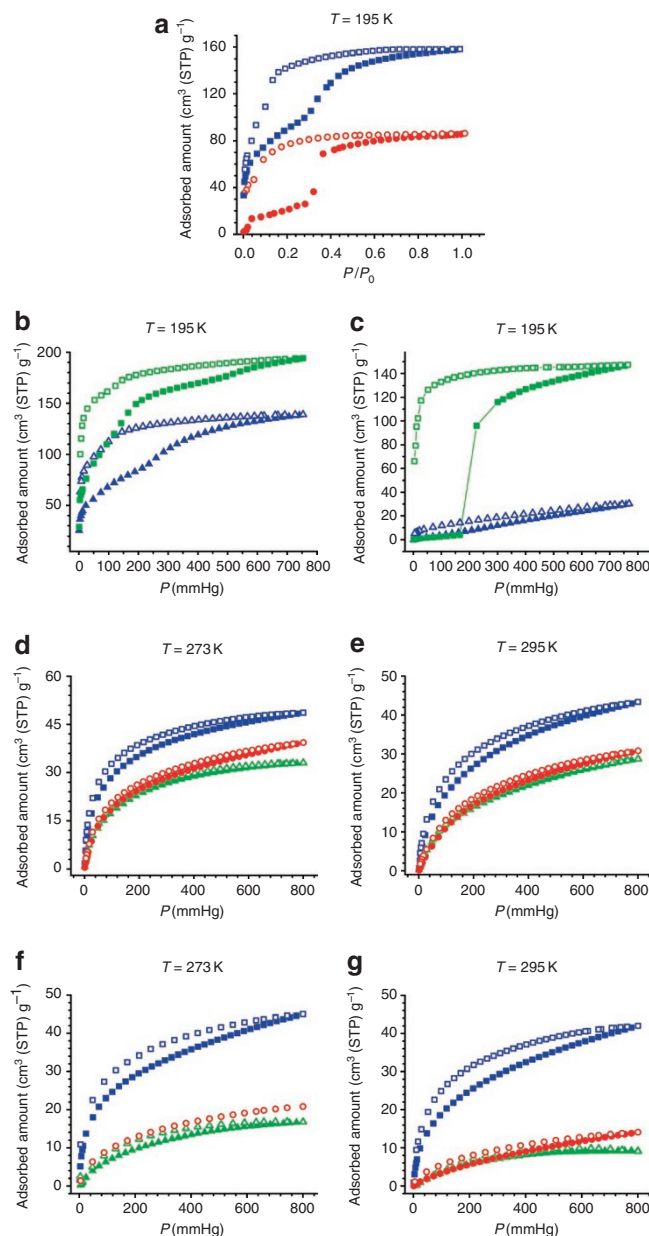 a
T = 195 K
160
120
80
40
0
Adsorbed amount (cm³ (STP) g⁻¹)
0.0 0.2 0.4 0.6 0.8 1.0
P/P₀
b
T = 195 K
200
150
100
50
Adsorbed amount (cm³ (STP) g⁻¹)
0 100 200 300 400 500 600 700 800
P (mmHg)
c
T = 195 K
140
120
100
80
60
40
20
0
Adsorbed amount (cm³ (STP) g⁻¹)
0 100 200 300 400 500 600 700 800
P (mmHg)
d
T = 273 K
60
45
30
15
0
Adsorbed amount (cm³ (STP) g⁻¹)
0 200 400 600 800
P (mmHg)
e
T = 295 K
50
40
30
20
10
0
Adsorbed amount (cm³ (STP) g⁻¹)
0 200 400 600 800
P (mmHg)
f
T = 273 K
50
40
30
20
10
0
Adsorbed amount (cm³ (STP) g¹)
0 200 400 600 800
P (mmHg)
g
T = 295 K
50
40
30
20
10
0
Adsorbed amount (cm³ (STP) g⁻¹)
0 200 400 600 800
P (mmHg)